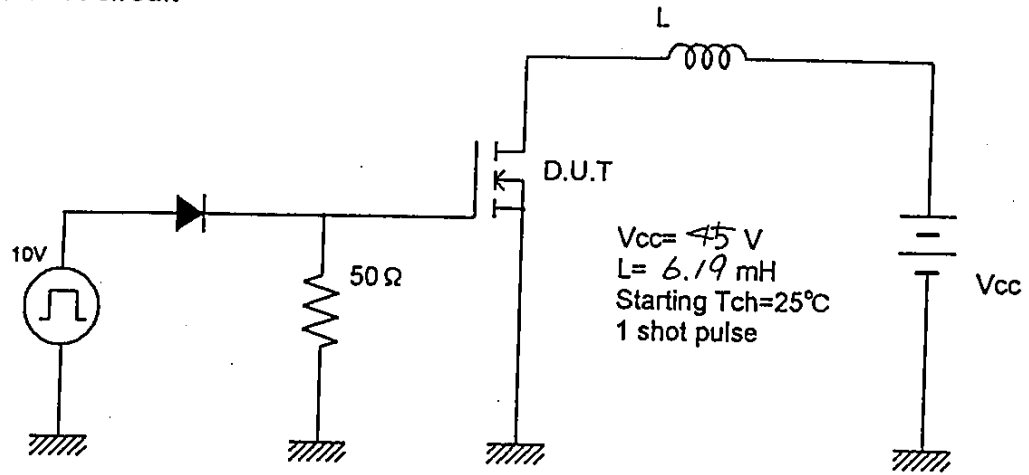 L
D.U.T
10V
50Ω
Vcc= 45 V
L= 6.19 mH
Starting Tch=25℃
1 shot pulse
Vcc